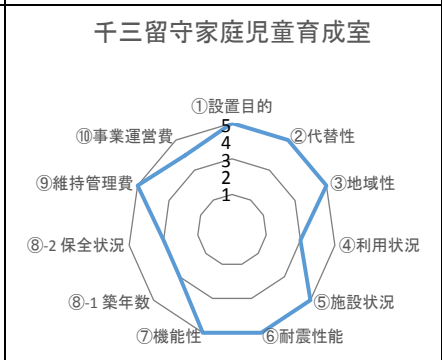 千三留守家庭児童育成室
①設置目的
②代替性
③地域性
④利用状況
⑤施設状況
⑥耐震性能
⑦機能性
⑧-1 築年数
⑧-2 保全状況
⑨維持管理費
⑩事業運営費
5
4
3
2
1